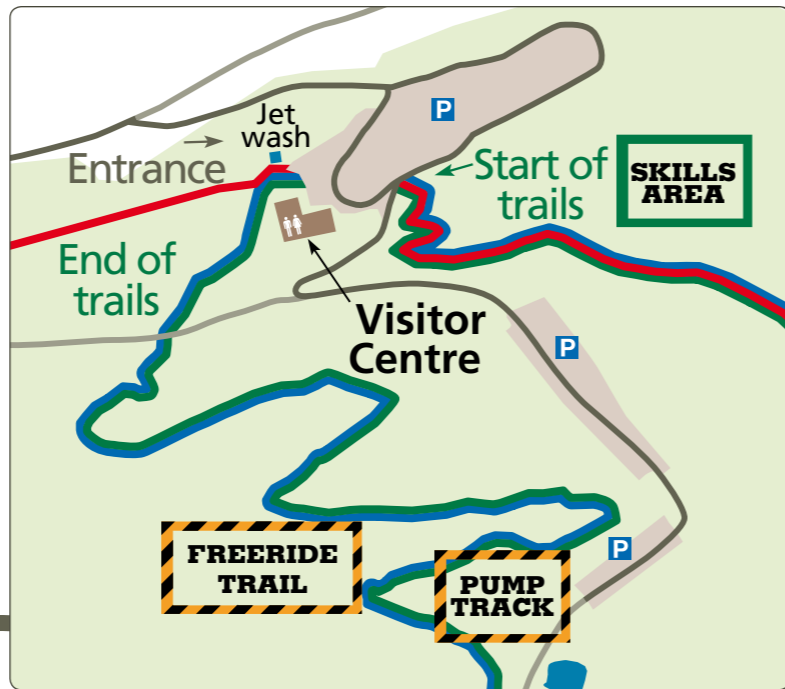 P
Jet
wash
Entrance
Start of
trails
SKILLS
AREA
End of
trails
Visitor
Centre
P
FREERIDE
TRAIL
P
PUMP
TRACK